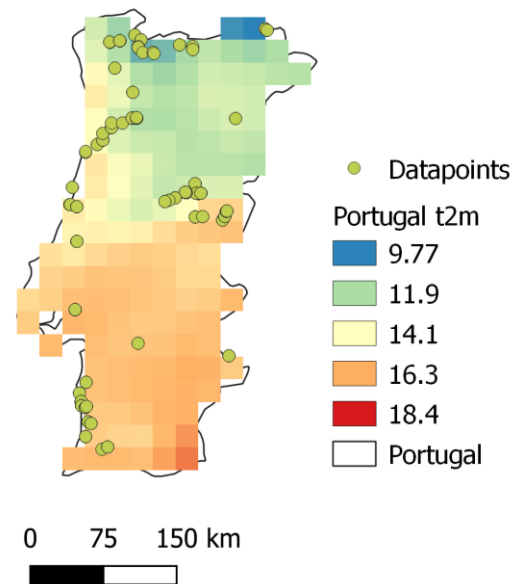 Datapoints
Portugal t2m
9.77
11.9
14.1
16.3
18.4
Portugal
0 75 150 km